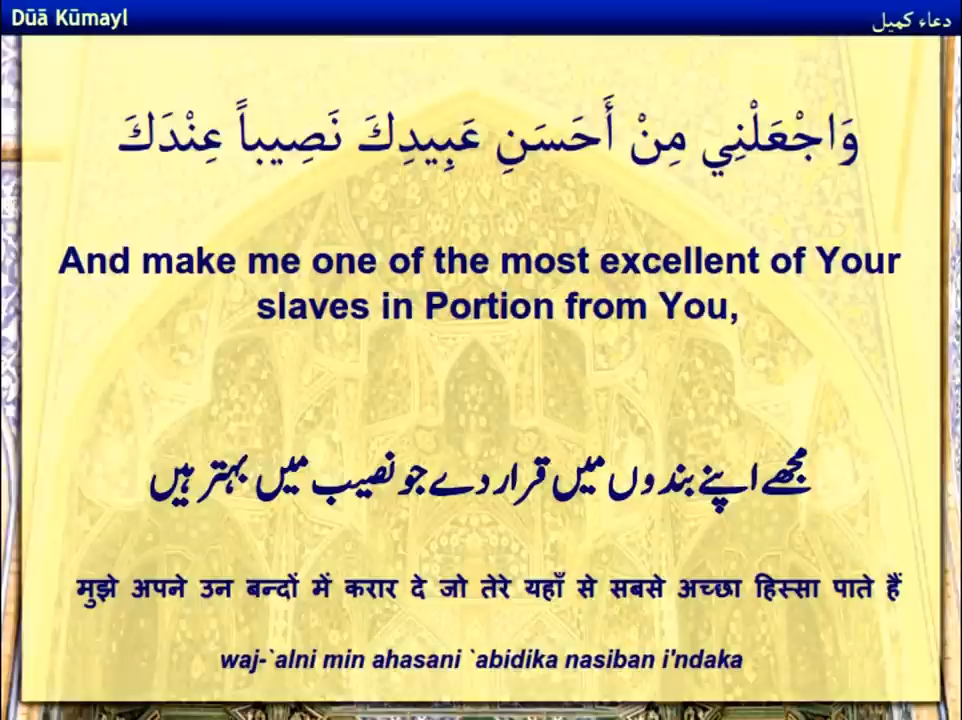 Dūā Kūmayl
دعاء كميل
وَاجْعَلْنِي مِنْ أَحَسَنِ عَبِيدِكَ نَصِيباً عِنْدَكَ
And make me one of the most excellent of Your
slaves in Portion from You,
مجھے اپنے بندوں میں قرار دے جو نصیب میں بہتر ہیں
मुझे अपने उन बन्दों में करार दे जो तेरे यहाँ से सबसे अच्छा हिस्सा पाते हैं
waj-`alni min ahasani `abidika nasiban i'ndaka